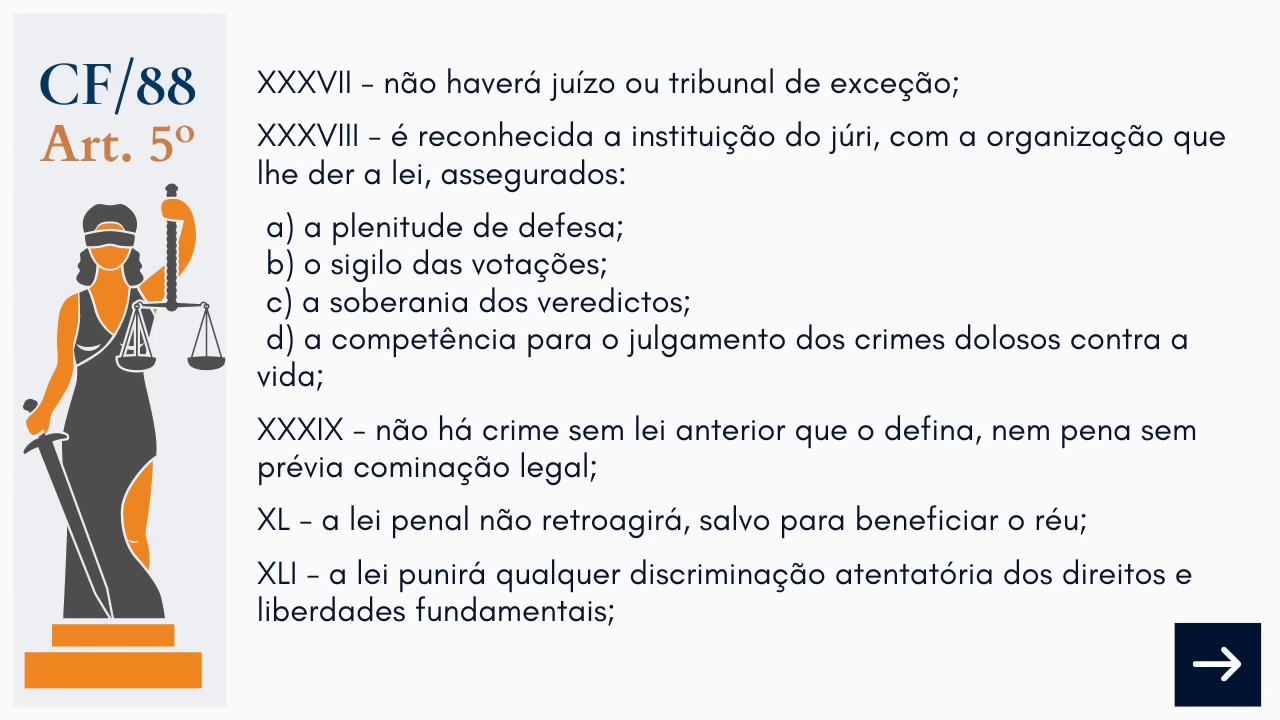 CF/88
Art. 5º
XXXVII – não haverá juízo ou tribunal de exceção;
XXXVIII – é reconhecida a instituição do júri, com a organização que
lhe der a lei, assegurados:
a) a plenitude de defesa;
b) o sigilo das votações;
c) a soberania dos veredictos;
d) a competência para o julgamento dos crimes dolosos contra a
vida;
XXXIX – não há crime sem lei anterior que o defina, nem pena sem
prévia cominação legal;
XL – a lei penal não retroagirá, salvo para beneficiar o réu;
XLI – a lei punirá qualquer discriminação atentatória dos direitos e
liberdades fundamentais;